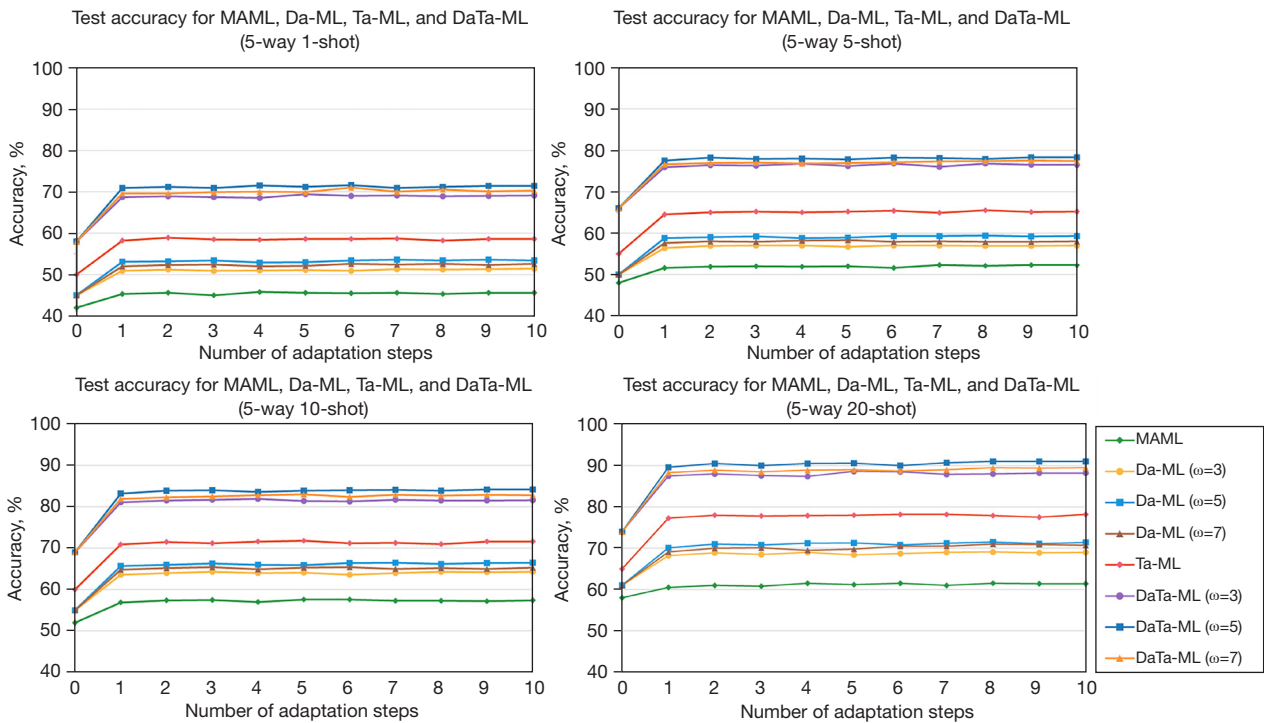 Test accuracy for MAML, Da-ML, Ta-ML, and DaTa-ML
(5-way 1-shot)
100
90
80
70
60
50
40
Accuracy, %
0 1 2 3 4 5 6 7 8 9 10
Number of adaptation steps
Test accuracy for MAML, Da-ML, Ta-ML, and DaTa-ML
(5-way 5-shot)
100
90
80
70
60
50
40
Accuracy, %
0 1 2 3 4 5 6 7 8 9 10
Number of adaptation steps
Test accuracy for MAML, Da-ML, Ta-ML, and DaTa-ML
(5-way 10-shot)
100
90
80
70
60
50
40
Accuracy, %
0 1 2 3 4 5 6 7 8 9 10
Number of adaptation steps
Test accuracy for MAML, Da-ML, Ta-ML, and DaTa-ML
(5-way 20-shot)
100
90
80
70
60
50
40
Accuracy, %
0 1 2 3 4 5 6 7 8 9 10
Number of adaptation steps
MAML
Da-ML (ω=3)
Da-ML (ω=5)
Da-ML (ω=7)
Ta-ML
DaTa-ML (ω=3)
DaTa-ML (ω=5)
DaTa-ML (ω=7)